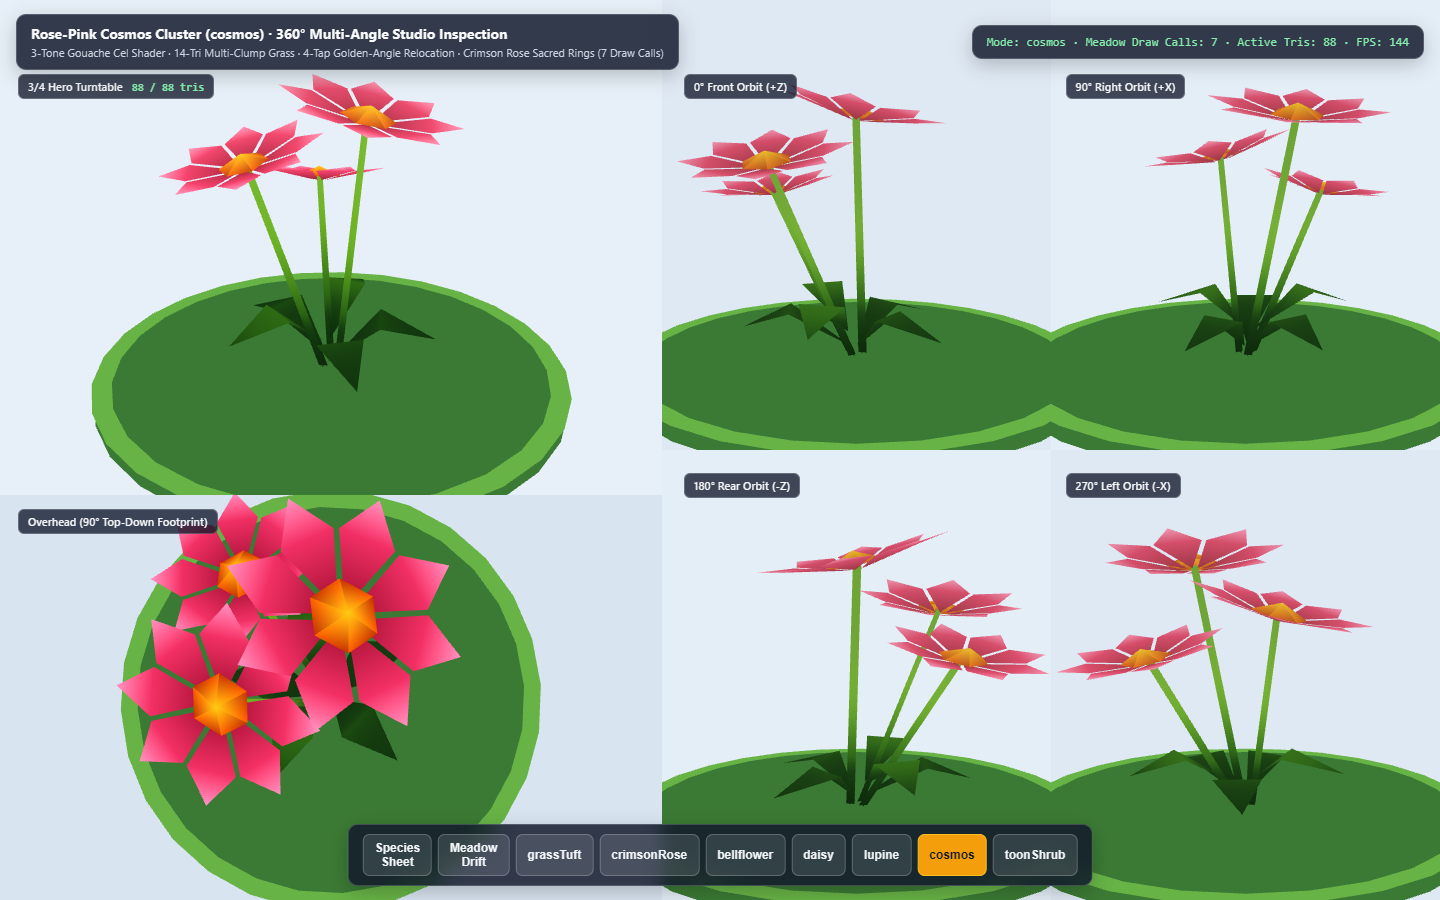 Rose-Pink Cosmos Cluster (cosmos) · 360° Multi-Angle Studio Inspection
3-Tone Gouache Cel Shader · 14-Tri Multi-Clump Grass · 4-Tap Golden-Angle Relocation · Crimson Rose Sacred Rings (7 Draw Calls)
Mode: cosmos · Meadow Draw Calls: 7 · Active Tris: 88 · FPS: 144
3/4 Hero Turntable 88 / 88 tris
0° Front Orbit (+Z)
90° Right Orbit (+X)
180° Rear Orbit (-Z)
270° Left Orbit (-X)
Overhead (90° Top-Down Footprint)
Species
Sheet
Meadow
Drift
grassTuft
crimsonRose
bellflower
daisy
lupine
cosmos
toonShrub